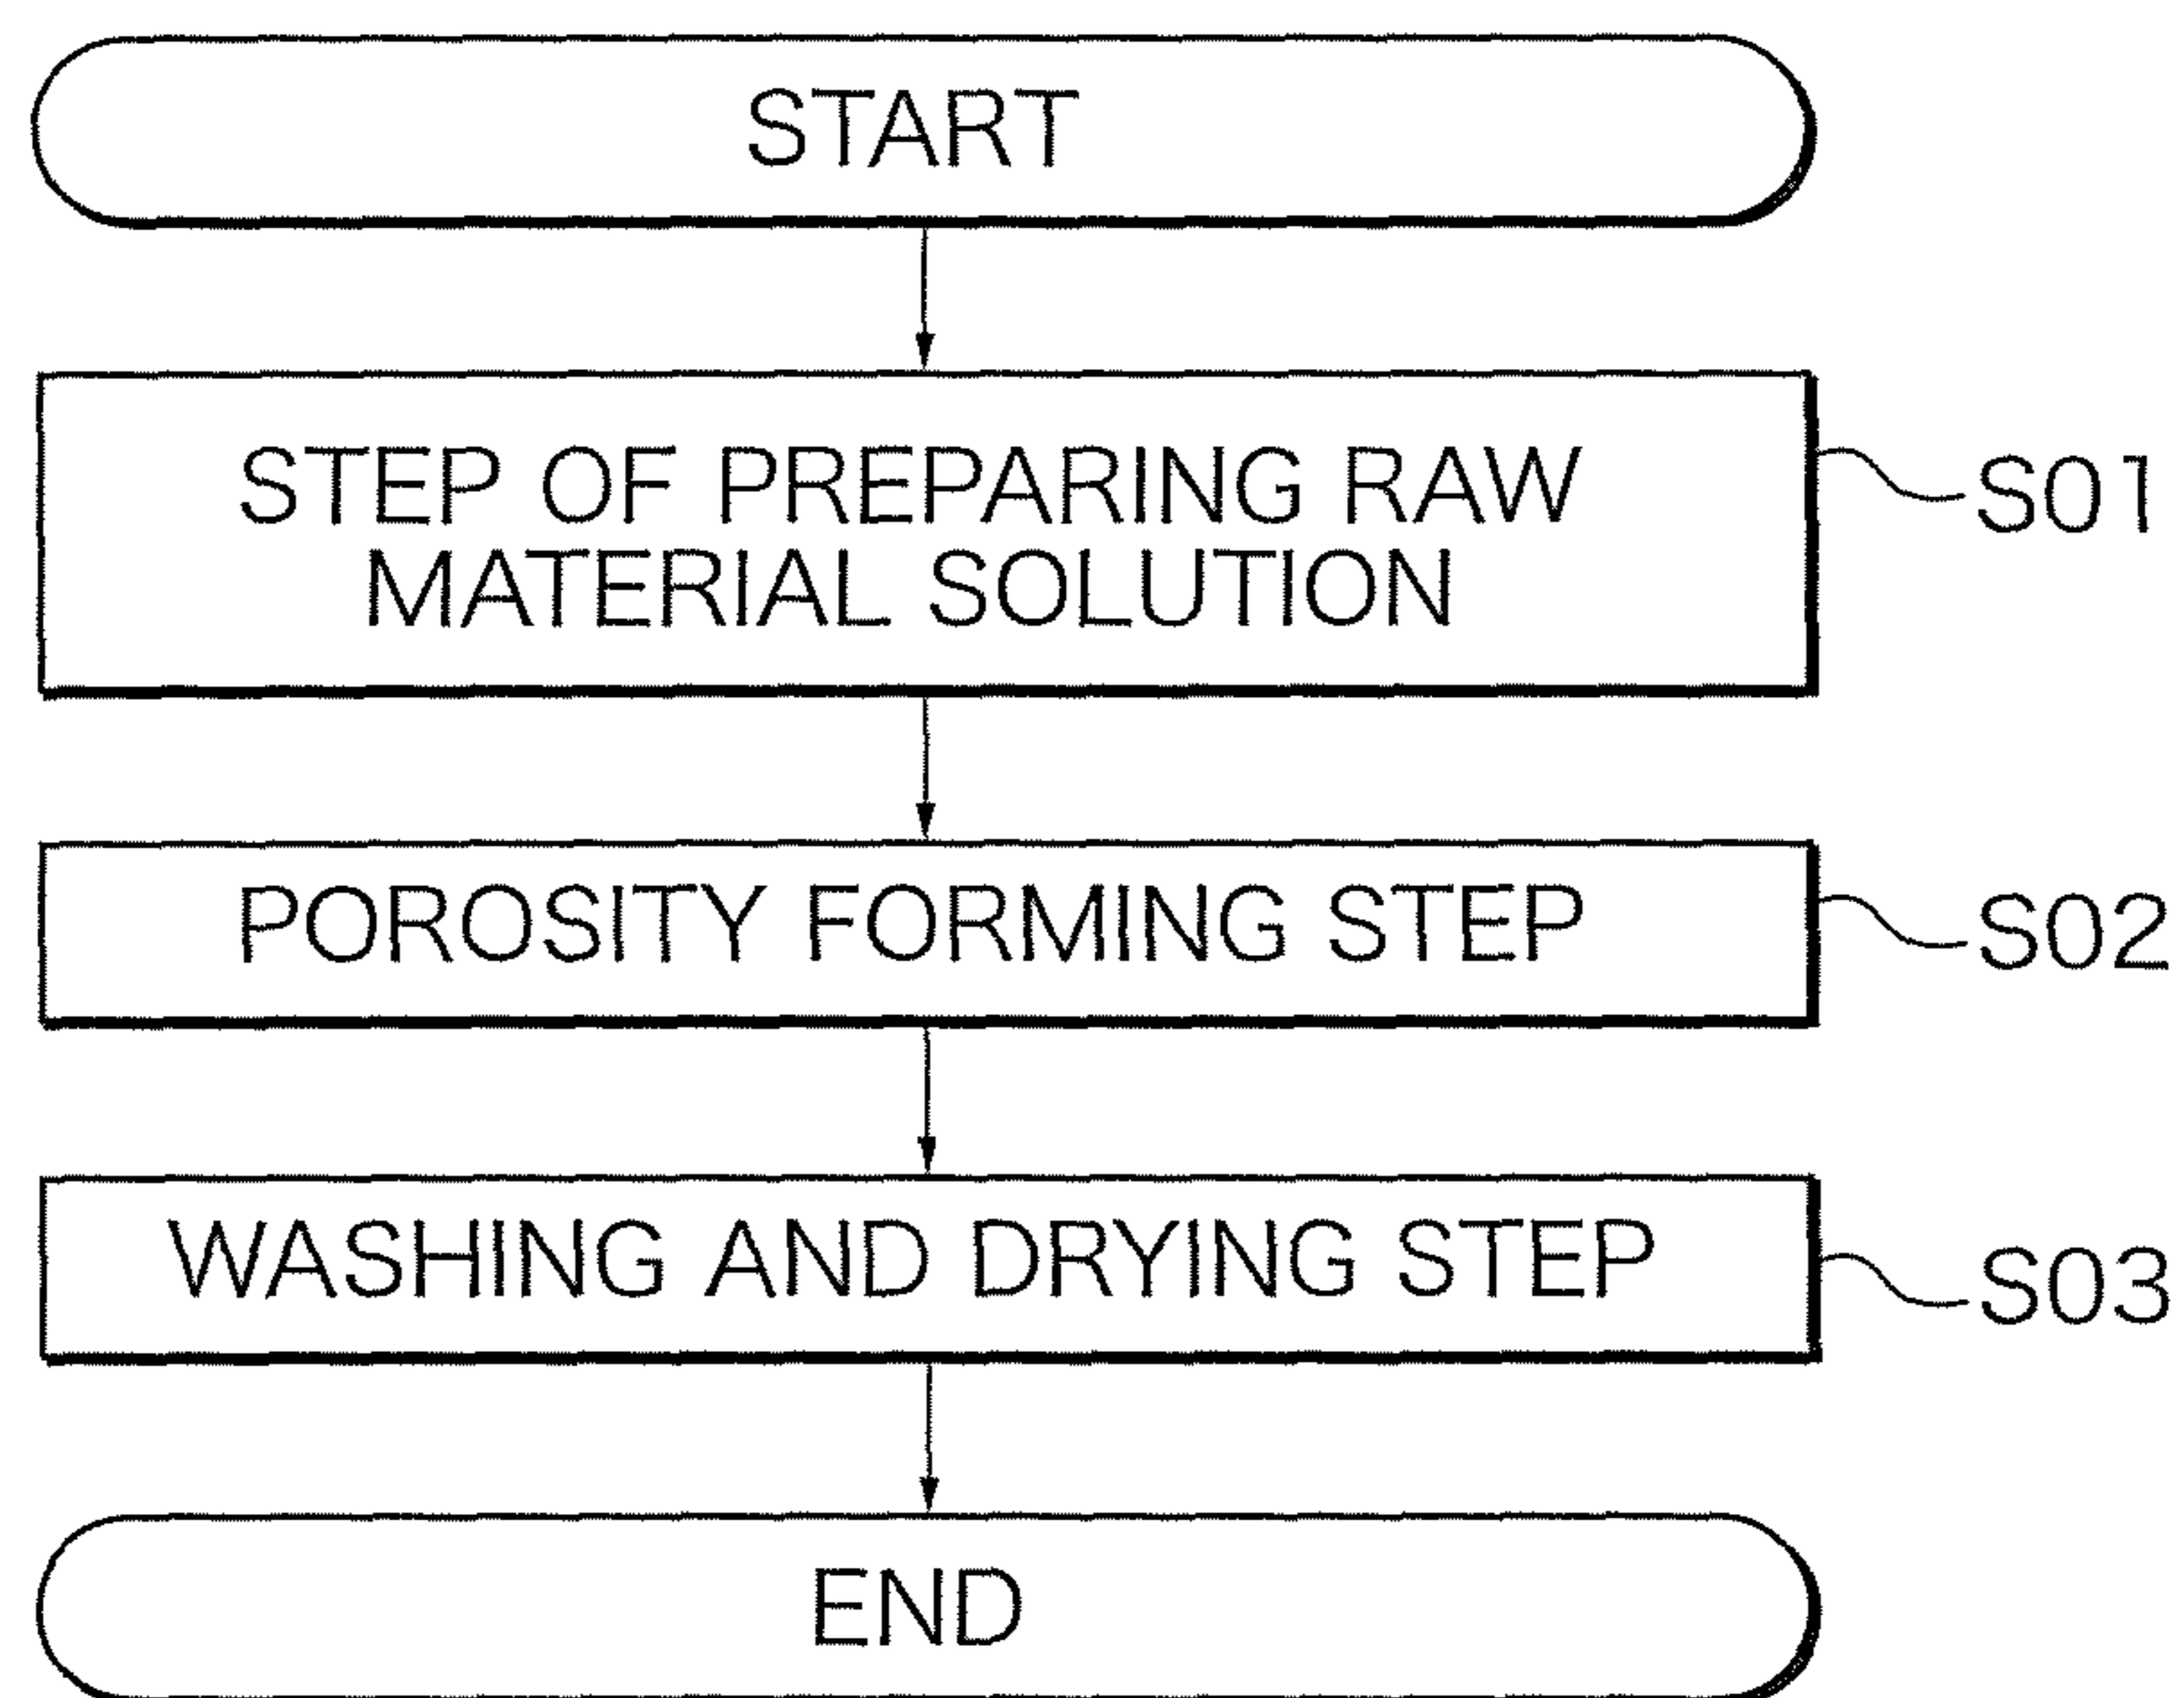 START
STEP OF PREPARING RAW
MATERIAL SOLUTION
S01
POROSITY FORMING STEP
S02
WASHING AND DRYING STEP
S03
END